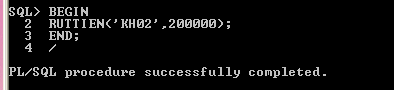 SQL> BEGIN
2 RUTTIEN('KH02',200000);
3 END;
4 /
PL/SQL procedure successfully completed.